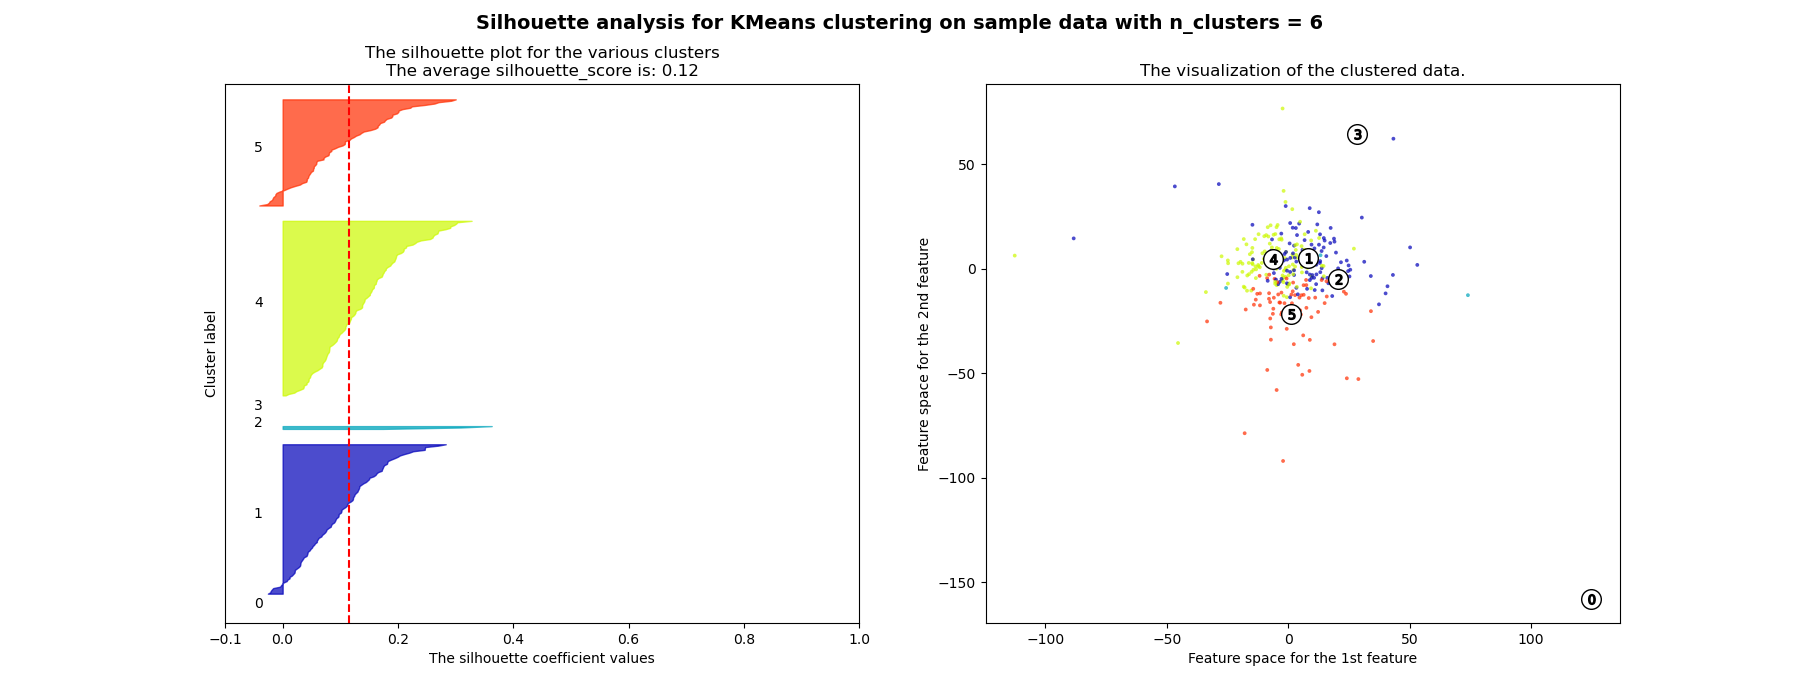 Silhouette analysis for KMeans clustering on sample data with n_clusters = 6
The silhouette plot for the various clusters
The average silhouette_score is: 0.12
Cluster label
5
4
3
2
1
0
−0.1 0.0 0.2 0.4 0.6 0.8 1.0
The silhouette coefficient values
The visualization of the clustered data.
Feature space for the 2nd feature
50
0
−50
−100
−150
3
4 1
2
5
0
−100 −50 0 50 100
Feature space for the 1st feature